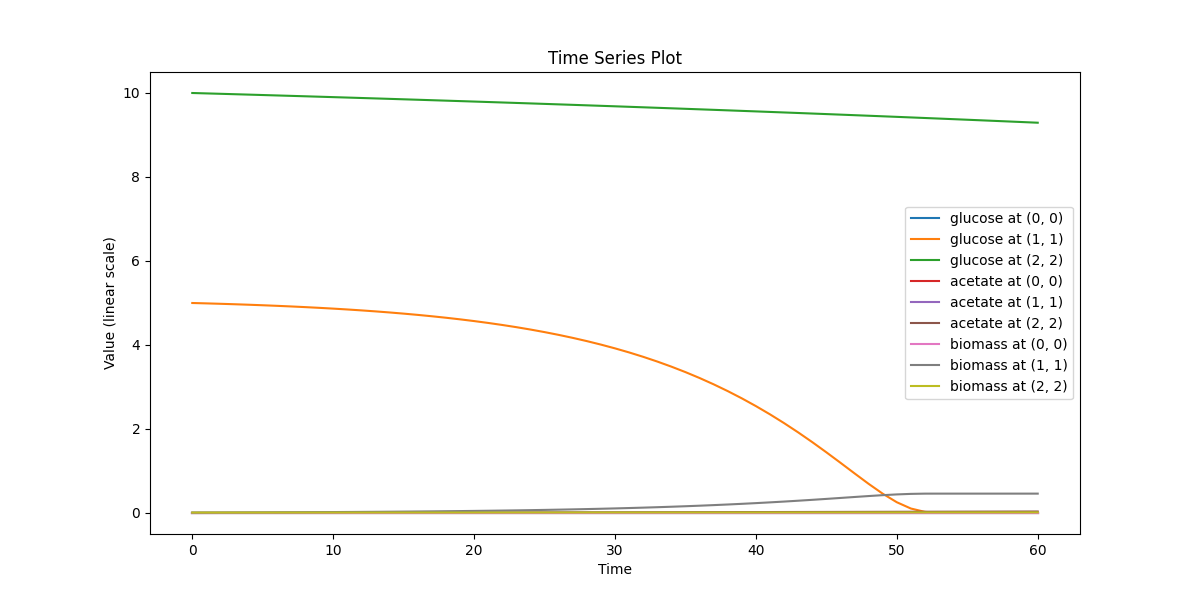 Time Series Plot
Value (linear scale)
10
8
6
4
2
0
glucose at (0, 0)
glucose at (1, 1)
glucose at (2, 2)
acetate at (0, 0)
acetate at (1, 1)
acetate at (2, 2)
biomass at (0, 0)
biomass at (1, 1)
biomass at (2, 2)
0 10 20 30 40 50 60
Time